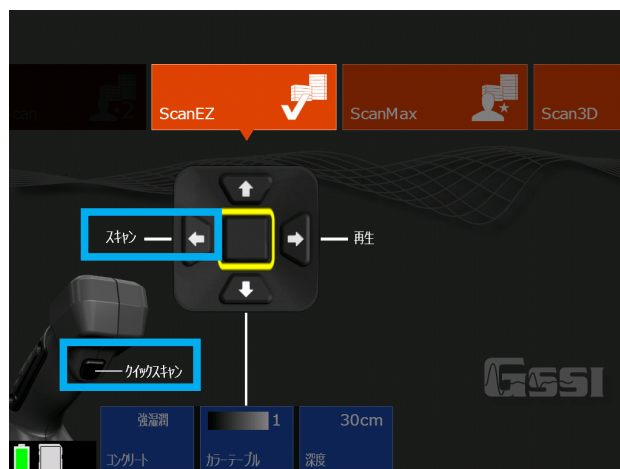 ScanEZ
ScanMax
Scan3D
スキャン
再生
クイックスキャン
GSSI
強湿潤
1
30cm
コンクリート
カラーテーブル
深度